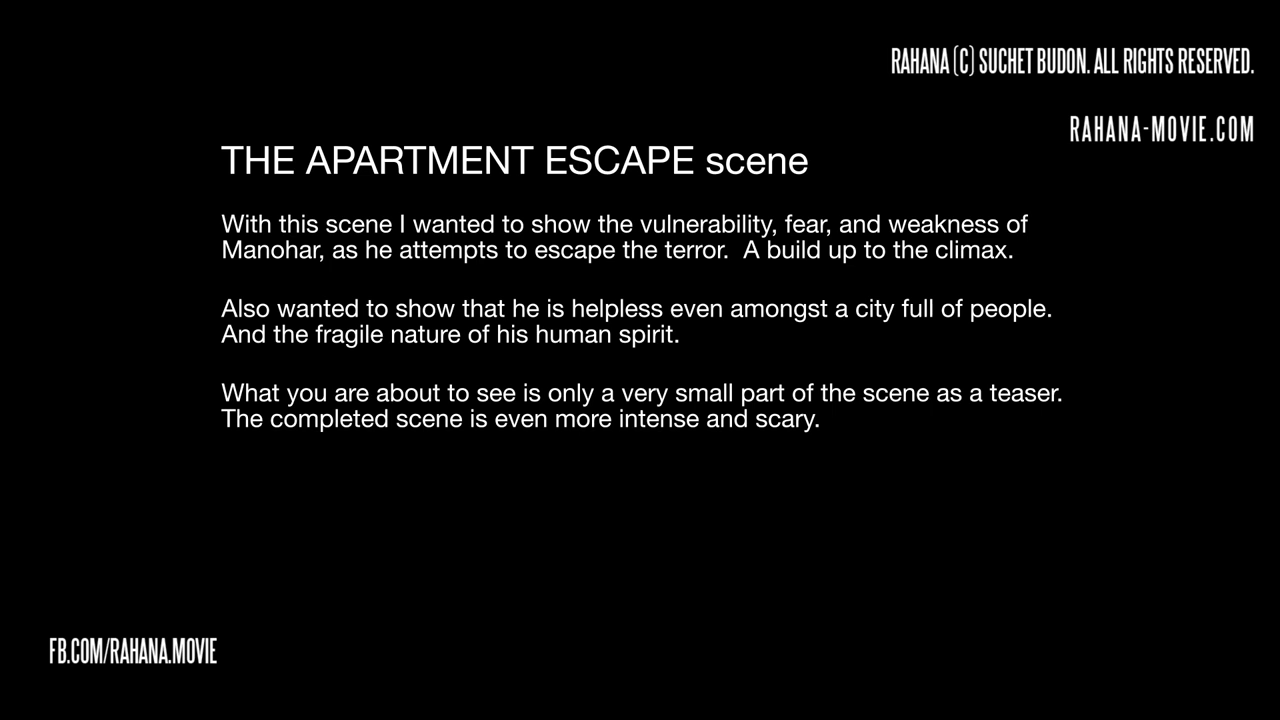 RAHANA (C) SUCHET BUDON. ALL RIGHTS RESERVED.
RAHANA-MOVIE.COM
THE APARTMENT ESCAPE scene
With this scene I wanted to show the vulnerability, fear, and weakness of
Manohar, as he attempts to escape the terror.  A build up to the climax.
Also wanted to show that he is helpless even amongst a city full of people.
And the fragile nature of his human spirit.
What you are about to see is only a very small part of the scene as a teaser.
The completed scene is even more intense and scary.
FB.COM/RAHANA.MOVIE